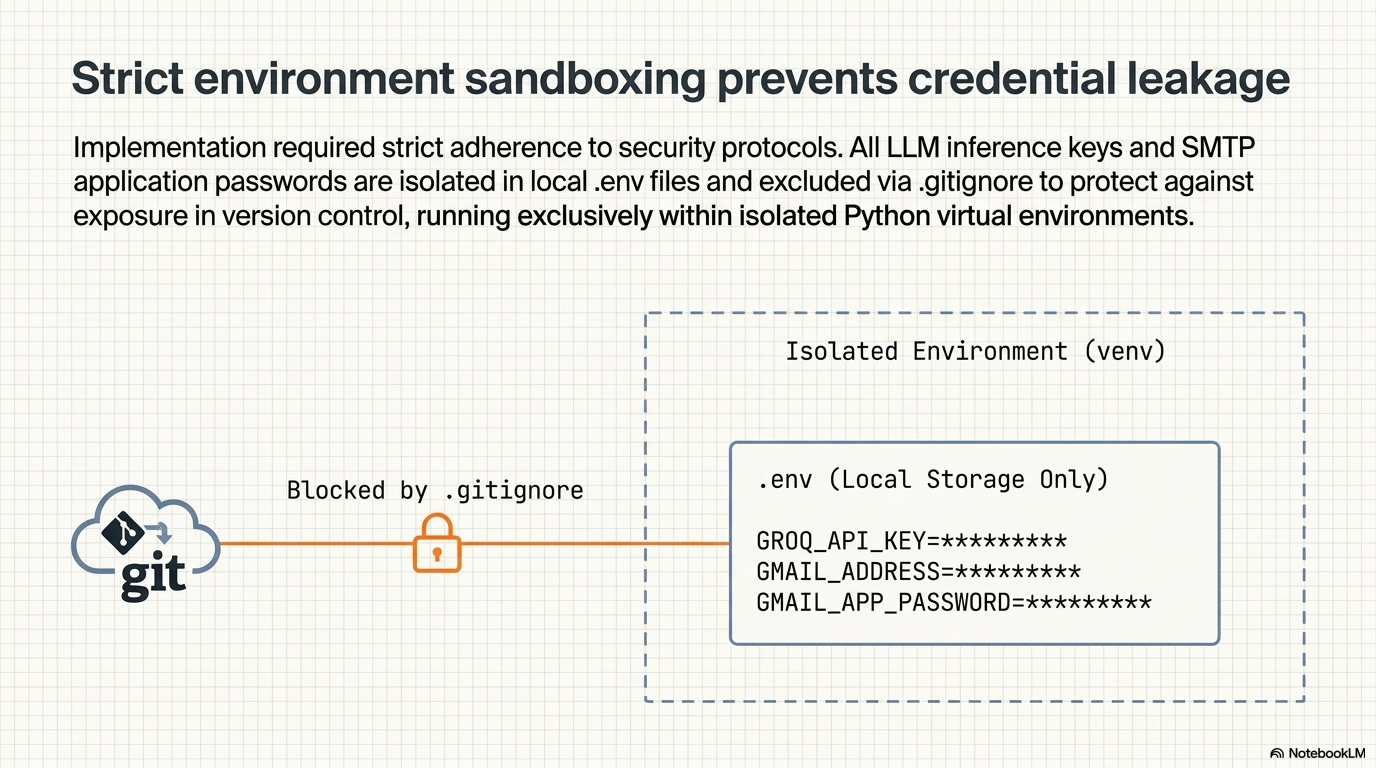 Strict environment sandboxing prevents credential leakage
Implementation required strict adherence to security protocols. All LLM inference keys and SMTP
application passwords are isolated in local .env files and excluded via .gitignore to protect against
exposure in version control, running exclusively within isolated Python virtual environments.
Isolated Environment (venv)
Blocked by .gitignore
git
.env (Local Storage Only)
GROQ_API_KEY=*********
GMAIL_ADDRESS=*********
GMAIL_APP_PASSWORD=*********
NotebookLM